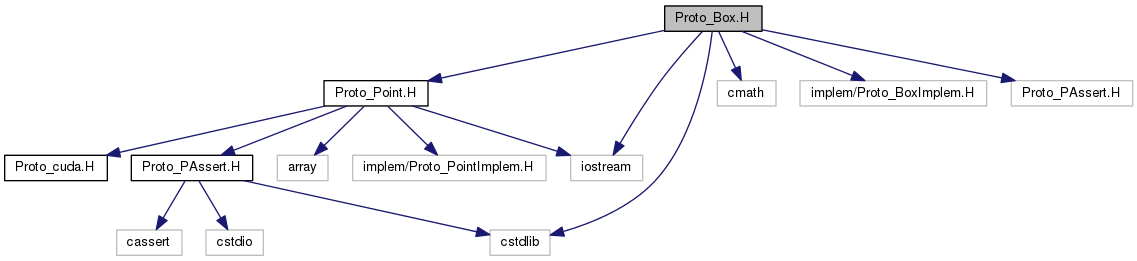 Proto_Box.H
Proto_Point.H
cmath
implem/Proto_BoxImplem.H
Proto_PAssert.H
Proto_cuda.H
Proto_PAssert.H
array
implem/Proto_PointImplem.H
iostream
cassert
cstdio
cstdlib